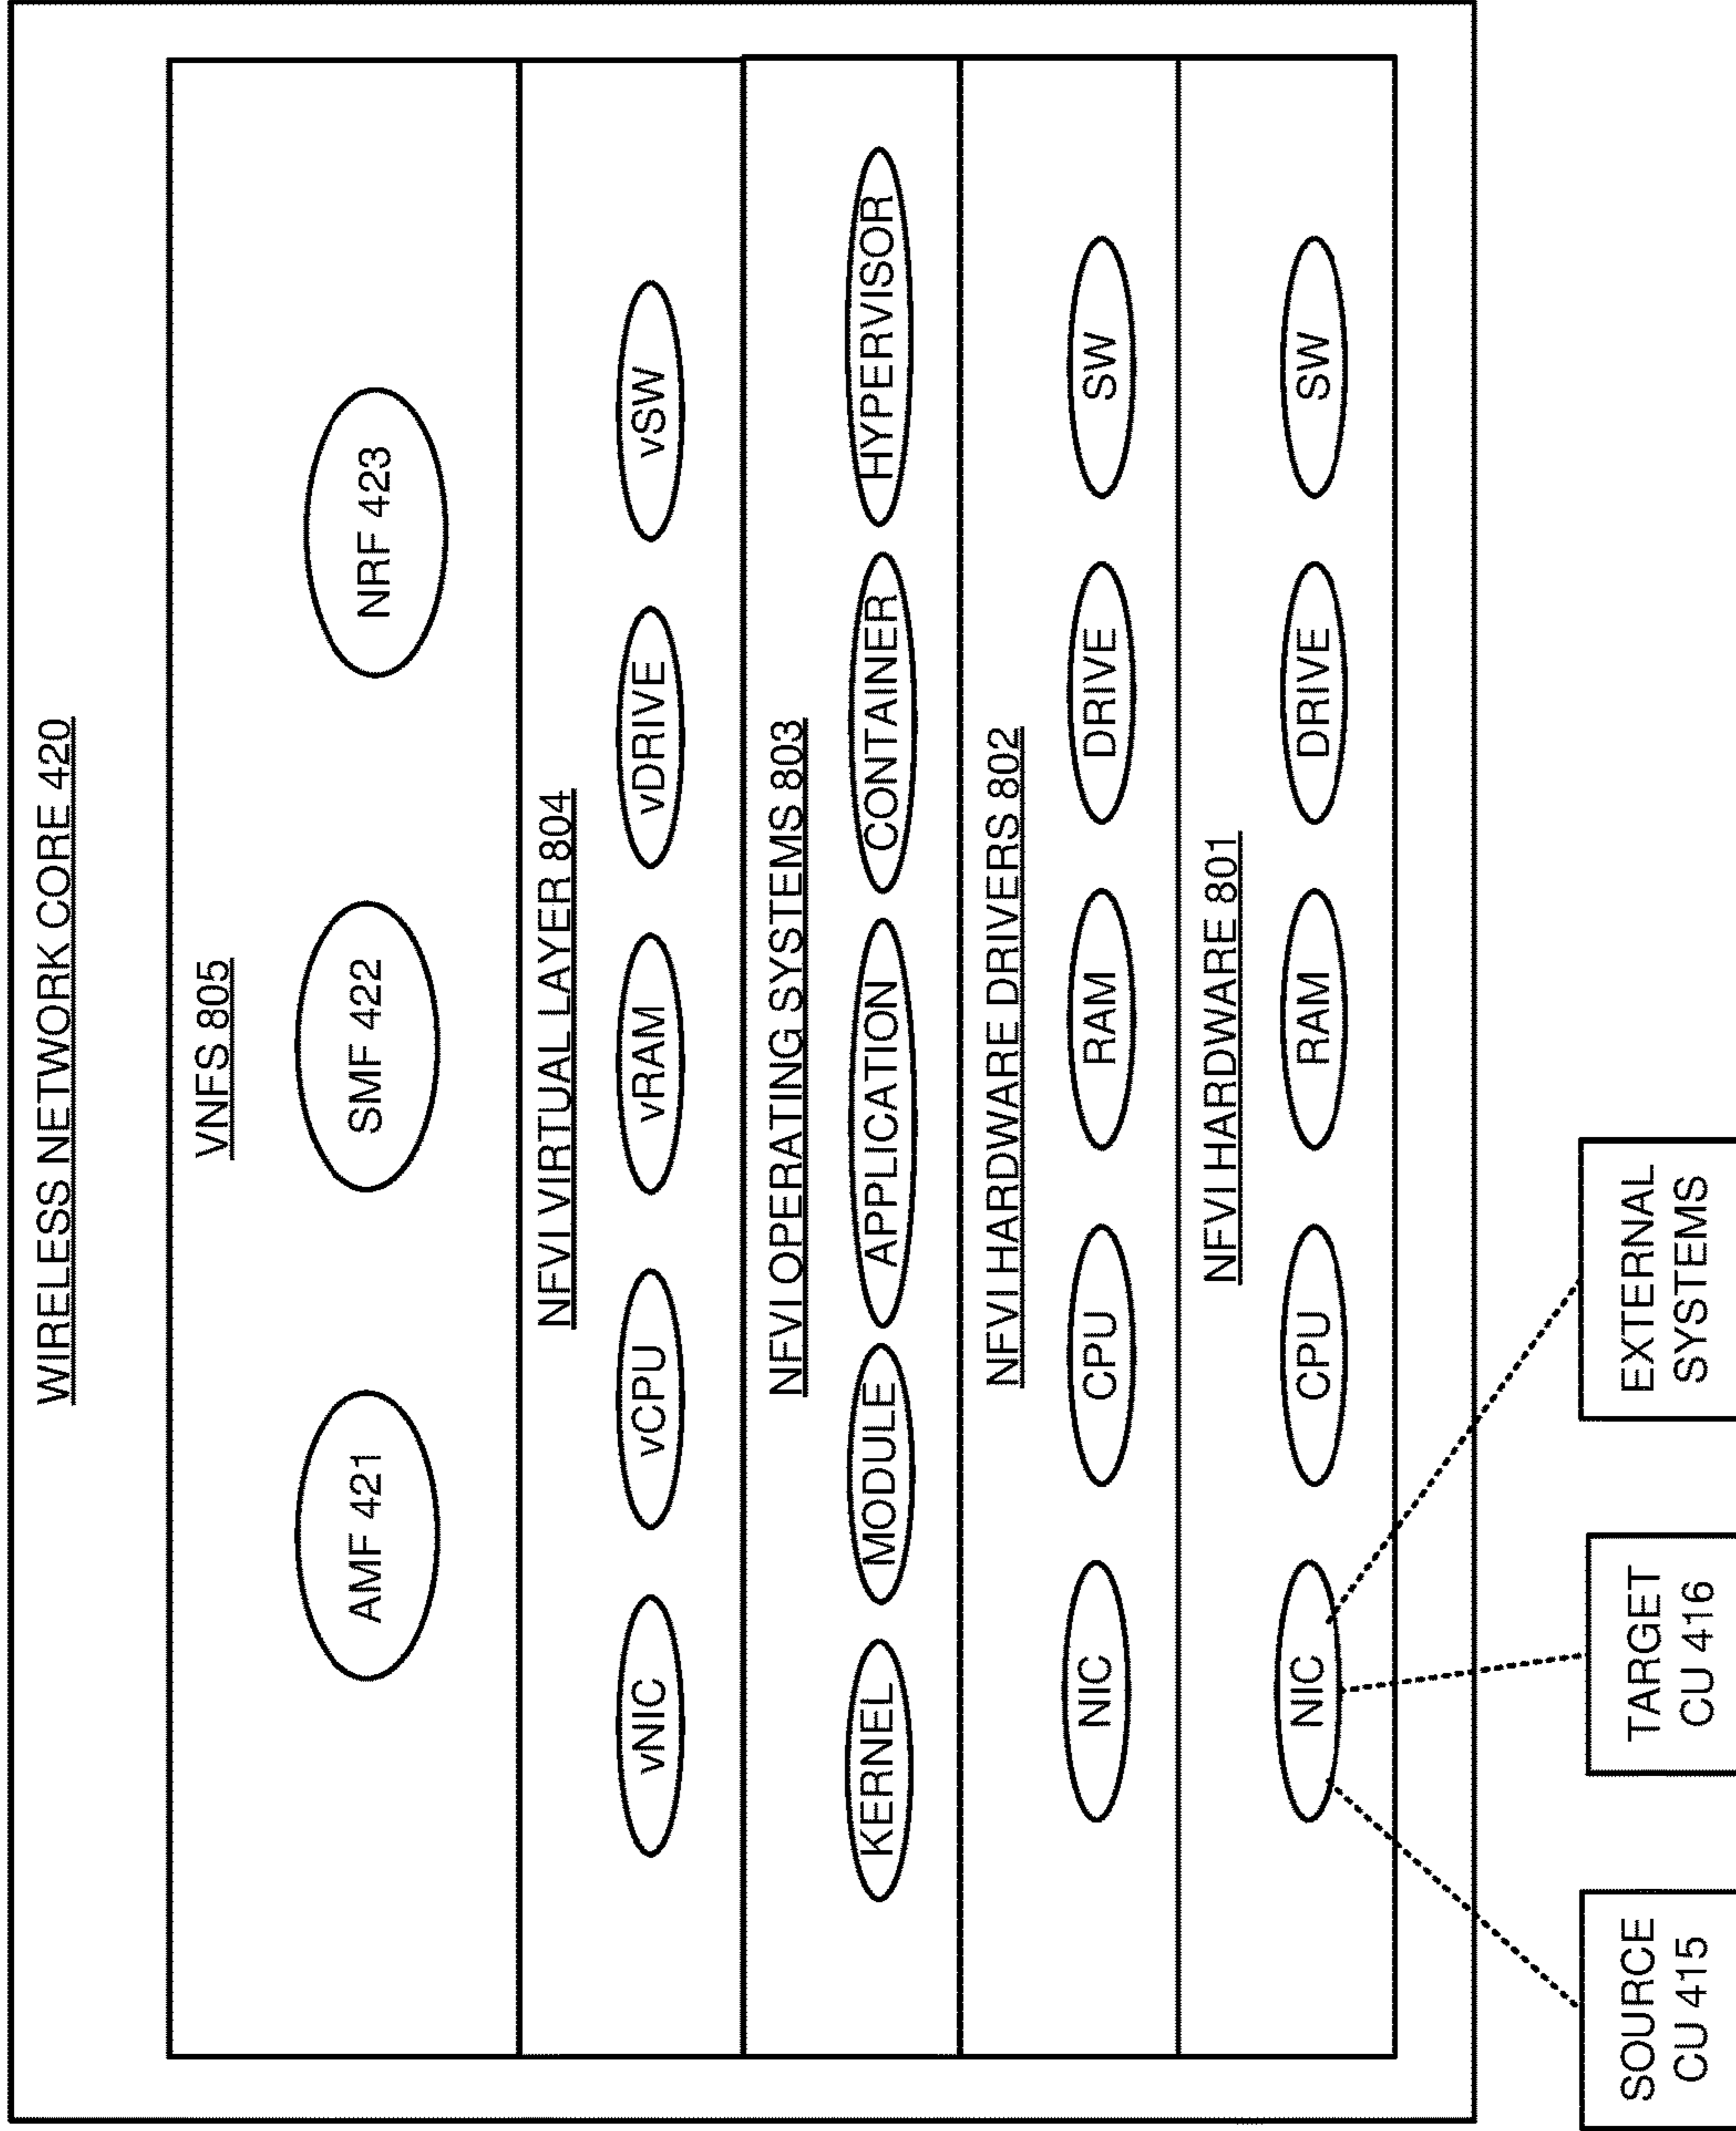 WIRELESS NETWORK CORE 420
VNFS 805
AMF 421
SMF 422
NRF 423
NFVI VIRTUAL LAYER 804
vNIC
vCPU
vRAM
vDRIVE
vSW
NFVI OPERATING SYSTEMS 803
KERNEL
MODULE
APPLICATION
CONTAINER
HYPERVISOR
NFVI HARDWARE DRIVERS 802
NIC
CPU
RAM
DRIVE
SW
NFVI HARDWARE 801
NIC
CPU
RAM
DRIVE
SW
SOURCE
CU 415
TARGET
CU 416
EXTERNAL
SYSTEMS